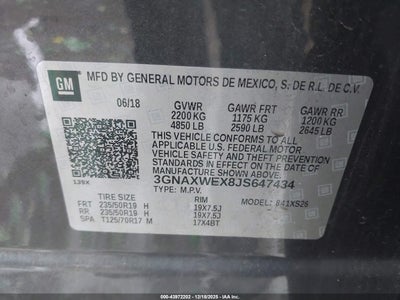 GM
MFD BY GENERAL MOTORS DE MEXICO, S. DE R.L. DE C.V.
06/18 GVWR GAWR FRT GAWR RR
2200 KG 1175 KG 1200 KG
4850 LB 2590 LB 2645 LB
THIS VEHICLE CONFORMS TO ALL
APPLICABLE U.S. FEDERAL MOTOR
VEHICLE SAFETY AND THEFT PREVENTION
STANDARDS IN EFFECT ON THE DATE OF
MANUFACTURE SHOWN ABOVE.
3GNAXWEX8JS647434
TYPE: M.P.V. MODEL:
TIRE SIZE RIM
FRT 235/50R19 H 19X7.5J
RR 235/50R19 H 19X7.5J
SPA T125/70R17 M 17X4BT
GM
© IAA, LLC
Stock: 000-43972202 - 12/18/2025 -